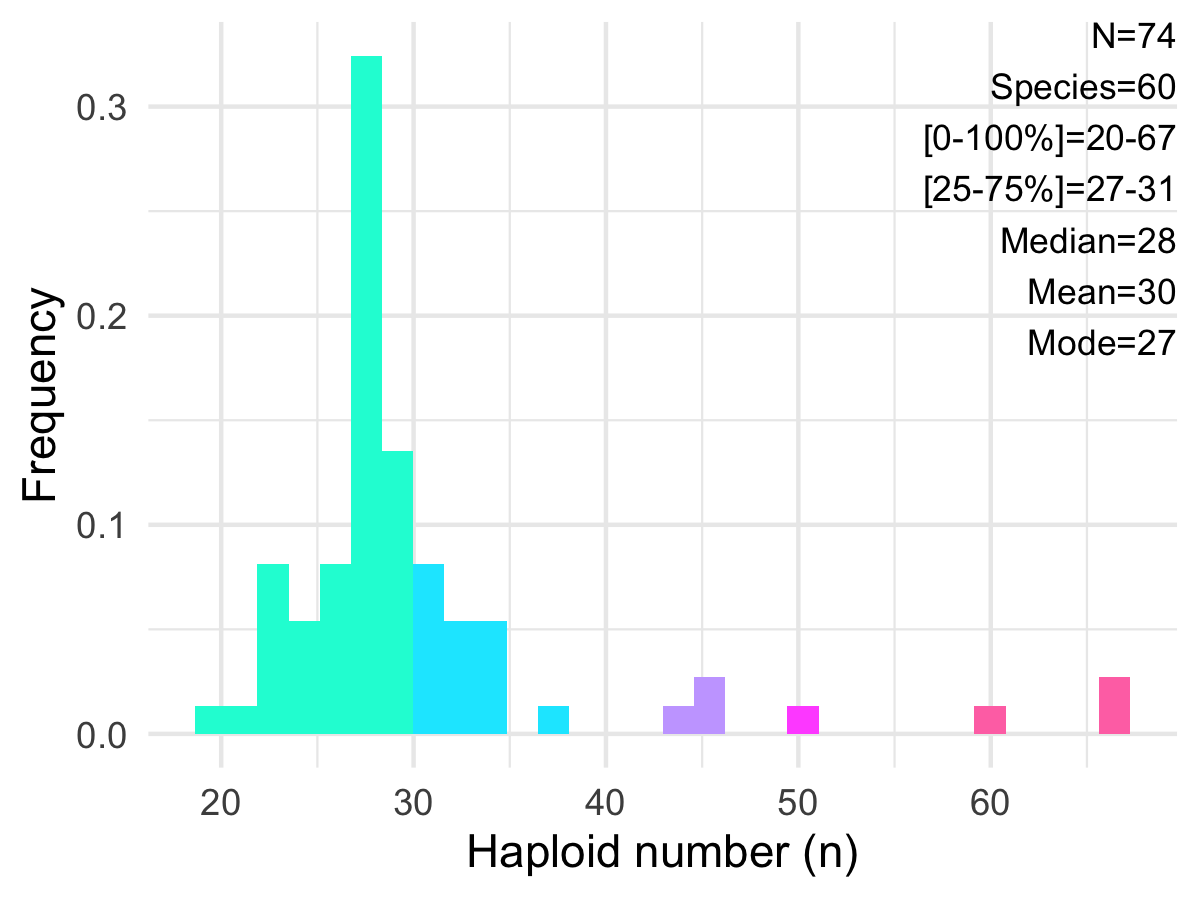 N=74
Species=60
[0-100%]=20-67
[25-75%]=27-31
Median=28
Mean=30
Mode=27
Frequency
0.3
0.2
0.1
0.0
20 30 40 50 60
Haploid number (n)